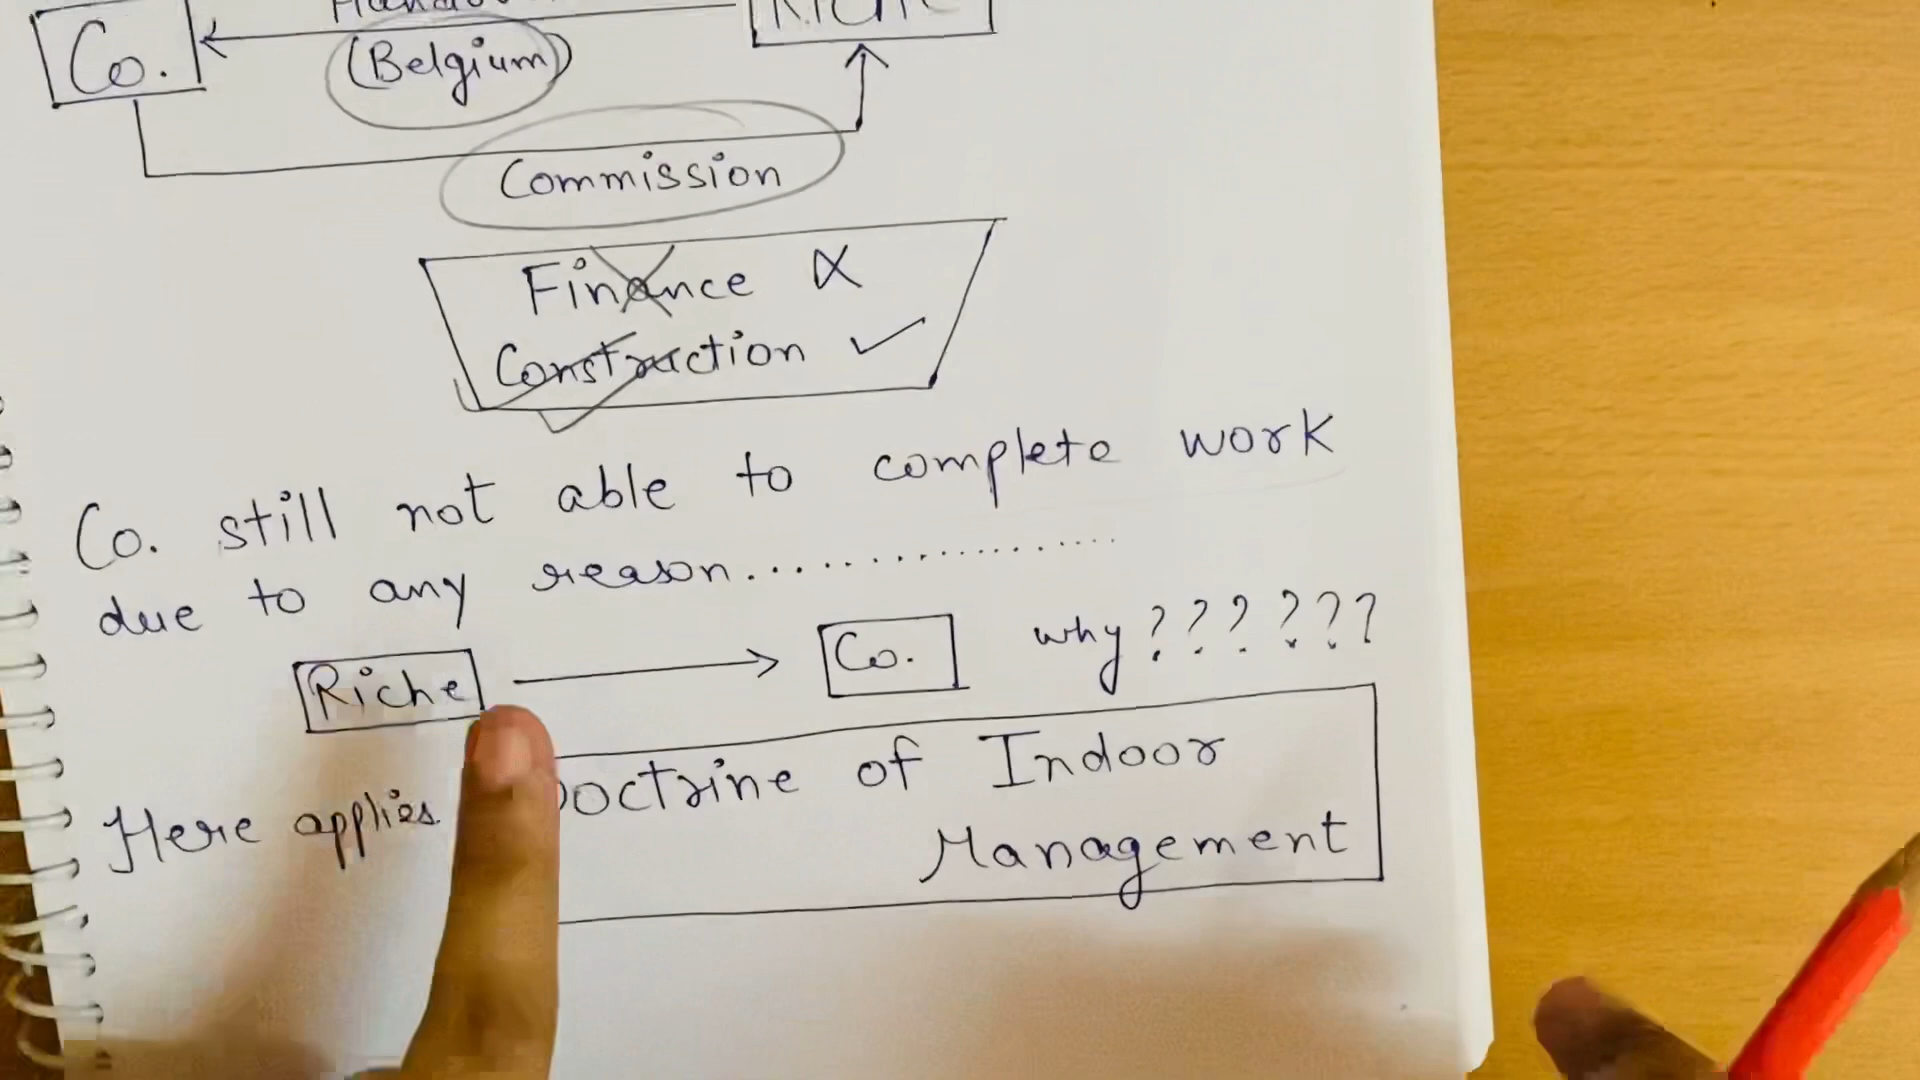 Co.
(Belgium)
Commission
Finance X
Construction ✓
Co. still not able to complete work
due to any reason..................
Riche → Co. why ??????
Here applies Doctrine of Indoor
Management